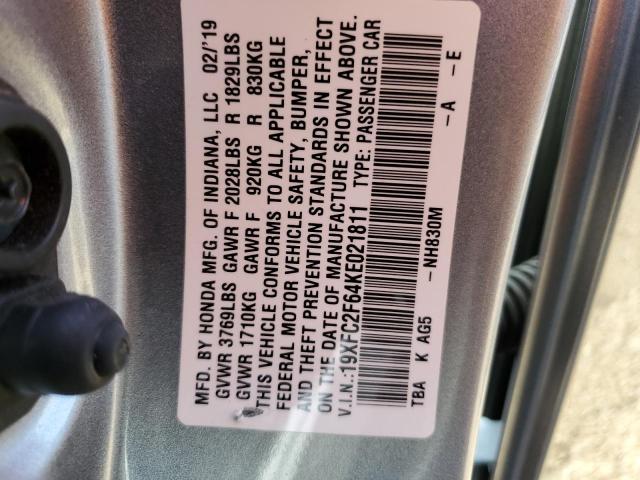 MFD. BY HONDA MFG. OF INDIANA, LLC 02/'19
GVWR 3769LBS GAWR F 2028LBS R 1829LBS
GVWR 1710KG GAWR F 920KG R 830KG
THIS VEHICLE CONFORMS TO ALL APPLICABLE
FEDERAL MOTOR VEHICLE SAFETY, BUMPER,
AND THEFT PREVENTION STANDARDS IN EFFECT
ON THE DATE OF MANUFACTURE SHOWN ABOVE.
V.I.N.:19XFC2F64KE021811 TYPE: PASSENGER CAR
-NH830M -A -E
TBA K AG5